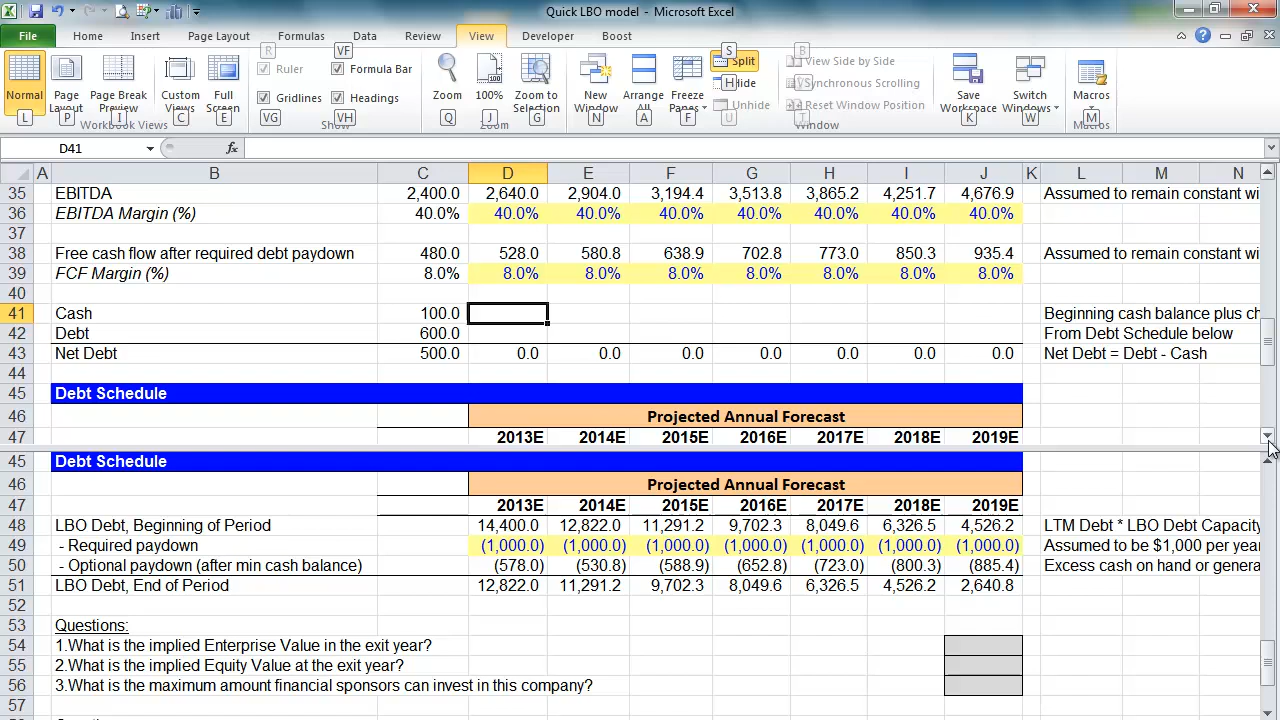 Quick LBO model - Microsoft Excel
File Home Insert Page Layout Formulas Data Review View Developer Boost
R VF S B
Ruler Formula Bar Split View Side by Side
Hide Synchronous Scrolling
Gridlines Headings Unhide Reset Window Position
Normal Page Layout Page Break Preview Custom Views Full Screen Zoom 100% Zoom to Selection New Window Arrange All Freeze Panes Save Workspace Switch Windows Macros
L P I C E VG VH Q J G N A F U T K W M
Workbook Views Show Zoom Window Macros
D41 fx
A B C D E F G H I J K L M N
35 EBITDA 2,400.0 2,640.0 2,904.0 3,194.4 3,513.8 3,865.2 4,251.7 4,676.9 Assumed to remain constant wi
36 EBITDA Margin (%) 40.0% 40.0% 40.0% 40.0% 40.0% 40.0% 40.0% 40.0%
37
38 Free cash flow after required debt paydown 480.0 528.0 580.8 638.9 702.8 773.0 850.3 935.4 Assumed to remain constant wi
39 FCF Margin (%) 8.0% 8.0% 8.0% 8.0% 8.0% 8.0% 8.0% 8.0%
40
41 Cash 100.0 Beginning cash balance plus ch
42 Debt 600.0 From Debt Schedule below
43 Net Debt 500.0 0.0 0.0 0.0 0.0 0.0 0.0 0.0 Net Debt = Debt - Cash
44
45 Debt Schedule
46 Projected Annual Forecast
47 2013E 2014E 2015E 2016E 2017E 2018E 2019E
45 Debt Schedule
46 Projected Annual Forecast
47 2013E 2014E 2015E 2016E 2017E 2018E 2019E
48 LBO Debt, Beginning of Period 14,400.0 12,822.0 11,291.2 9,702.3 8,049.6 6,326.5 4,526.2 LTM Debt * LBO Debt Capacity
49 - Required paydown (1,000.0) (1,000.0) (1,000.0) (1,000.0) (1,000.0) (1,000.0) (1,000.0) Assumed to be $1,000 per year
50 - Optional paydown (after min cash balance) (578.0) (530.8) (588.9) (652.8) (723.0) (800.3) (885.4) Excess cash on hand or genera
51 LBO Debt, End of Period 12,822.0 11,291.2 9,702.3 8,049.6 6,326.5 4,526.2 2,640.8
52
53 Questions:
54 1.What is the implied Enterprise Value in the exit year?
55 2.What is the implied Equity Value at the exit year?
56 3.What is the maximum amount financial sponsors can invest in this company?
57